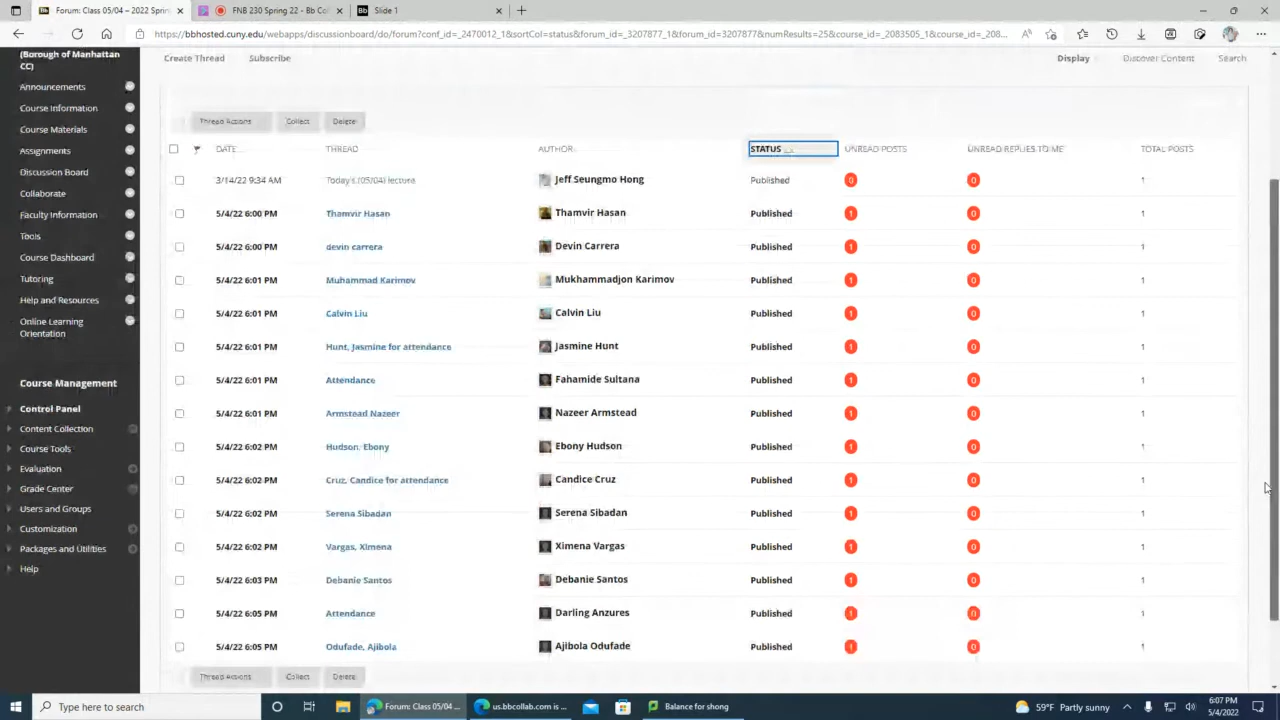 Forum: Class 05/04 – 2022 Sprin
FNB 230 Spring 22 - Bb Col
Slide 1
https://bbhosted.cuny.edu/webapps/discussionboard/do/forum?conf_id=_2470012_1&sortCol=status&forum_id=_3207877_1&forum_id=3207877&numResults=25&course_id=_2083505_1&course_id=_208...
(Borough of Manhattan
CC)
Create Thread Subscribe Display Discover Content Search
Announcements
Course Information
Course Materials
Assignments
Discussion Board
Collaborate
Faculty Information
Tools
Course Dashboard
Tutoring
Help and Resources
Online Learning
Orientation
Course Management
Control Panel
Content Collection
Course Tools
Evaluation
Grade Center
Users and Groups
Customization
Packages and Utilities
Help
Thread Actions Collect Delete
DATE THREAD AUTHOR STATUS UNREAD POSTS UNREAD REPLIES TO ME TOTAL POSTS
3/14/22 9:34 AM Today's (05/04) lecture Jeff Seungmo Hong Published 0 0 1
5/4/22 6:00 PM Thamvir Hasan Thamvir Hasan Published 1 0 1
5/4/22 6:00 PM devin carrera Devin Carrera Published 1 0 1
5/4/22 6:01 PM Muhammad Karimov Mukhammadjon Karimov Published 1 0 1
5/4/22 6:01 PM Calvin Liu Calvin Liu Published 1 0 1
5/4/22 6:01 PM Hunt, Jasmine for attendance Jasmine Hunt Published 1 0 1
5/4/22 6:01 PM Attendance Fahamide Sultana Published 1 0 1
5/4/22 6:01 PM Armstead Nazeer Nazeer Armstead Published 1 0 1
5/4/22 6:02 PM Hudson, Ebony Ebony Hudson Published 1 0 1
5/4/22 6:02 PM Cruz, Candice for attendance Candice Cruz Published 1 0 1
5/4/22 6:02 PM Serena Sibadan Serena Sibadan Published 1 0 1
5/4/22 6:02 PM Vargas, Ximena Ximena Vargas Published 1 0 1
5/4/22 6:03 PM Debanie Santos Debanie Santos Published 1 0 1
5/4/22 6:05 PM Attendance Darling Anzures Published 1 0 1
5/4/22 6:05 PM Odufade, Ajibola Ajibola Odufade Published 1 0 1
Thread Actions Collect Delete
Type here to search
Forum: Class 05/04 ...
us.bbcollab.com is ...
Balance for shong
59°F Partly sunny
6:07 PM
5/4/2022